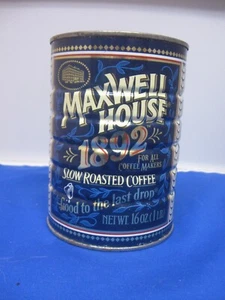 MAXWELL
HOUSE
1892
FOR ALL
COFFEE MAKERS
SLOW ROASTED COFFEE
Good to the last drop
NET WT 16 OZ (1 LB)